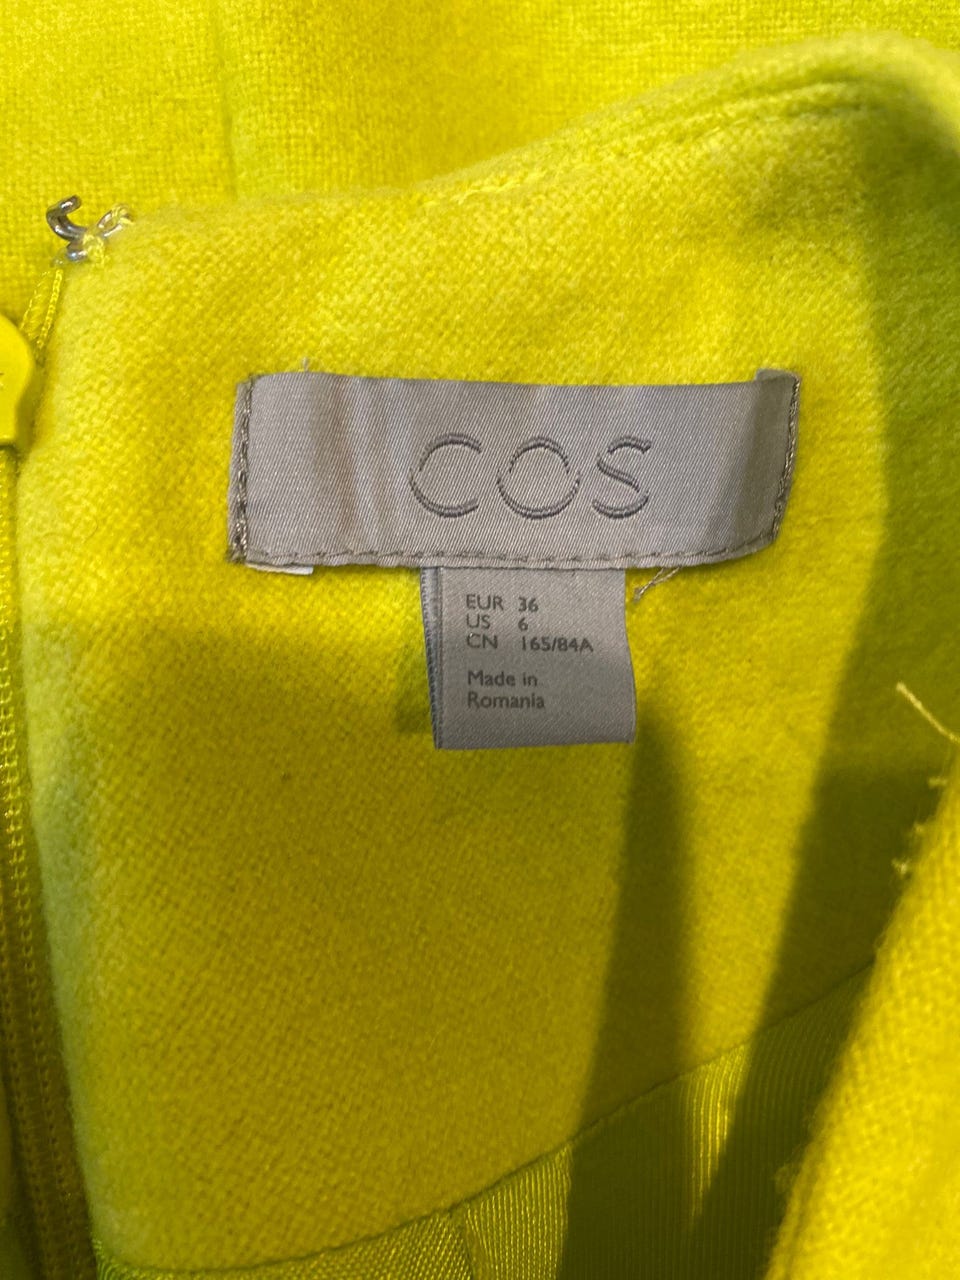 COS
EUR 36
US 6
CN 165/84A
Made in
Romania